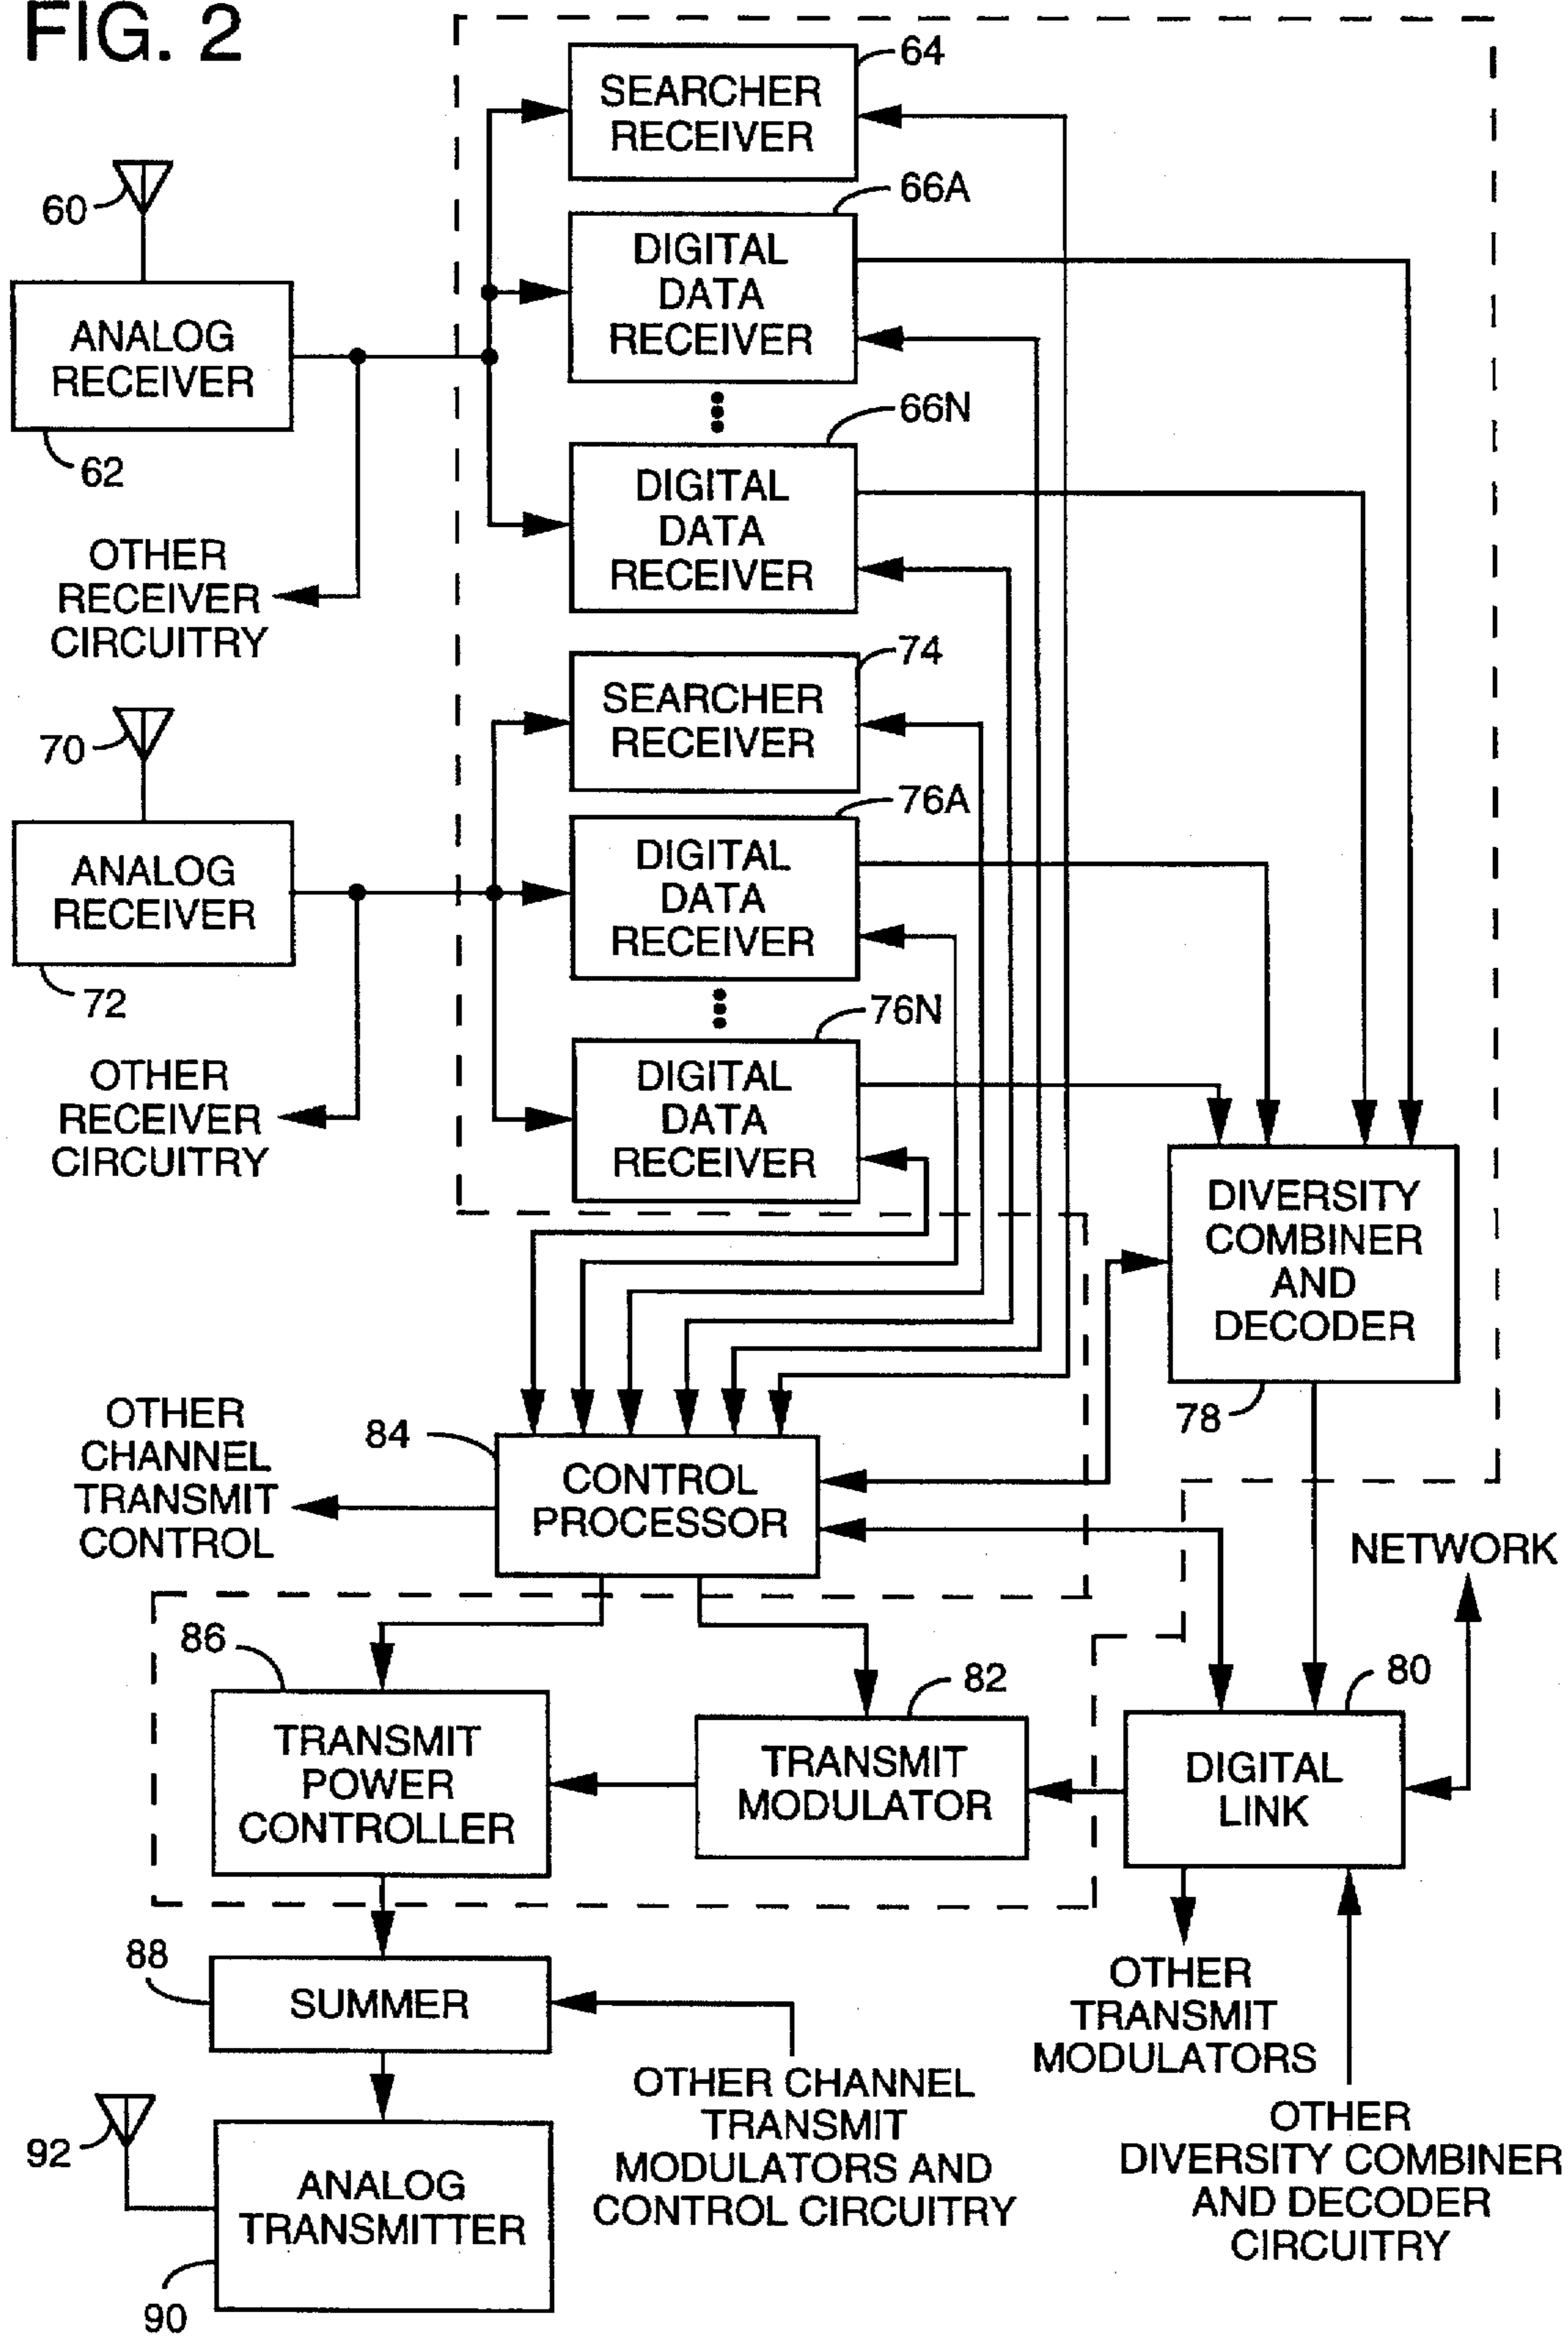 FIG. 2
64
SEARCHER
RECEIVER
60
66A
DIGITAL
DATA
RECEIVER
ANALOG
RECEIVER
62
66N
DIGITAL
DATA
RECEIVER
OTHER
RECEIVER
CIRCUITRY
74
SEARCHER
RECEIVER
70
76A
DIGITAL
DATA
RECEIVER
ANALOG
RECEIVER
72
76N
DIGITAL
DATA
RECEIVER
OTHER
RECEIVER
CIRCUITRY
DIVERSITY
COMBINER
AND
DECODER
78
OTHER
CHANNEL
TRANSMIT
CONTROL
84
CONTROL
PROCESSOR
NETWORK
86
TRANSMIT
POWER
CONTROLLER
82
TRANSMIT
MODULATOR
80
DIGITAL
LINK
88
SUMMER
OTHER
TRANSMIT
MODULATORS
OTHER CHANNEL
TRANSMIT
MODULATORS AND
CONTROL CIRCUITRY
OTHER
DIVERSITY COMBINER
AND DECODER
CIRCUITRY
92
ANALOG
TRANSMITTER
90